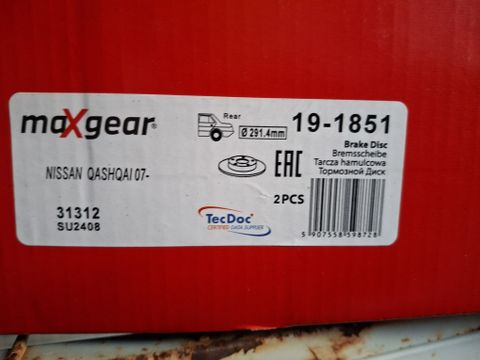 maxgear®
NISSAN QASHQAI 07-
31312
SU2408
Rear
Ø 291.4mm
19-1851
Brake Disc
Bremsscheibe
Tarcza hamulcowa
Тормозной Диск
EAC
2PCS
TecDoc®
CERTIFIED DATA SUPPLIER
5 907558 598728